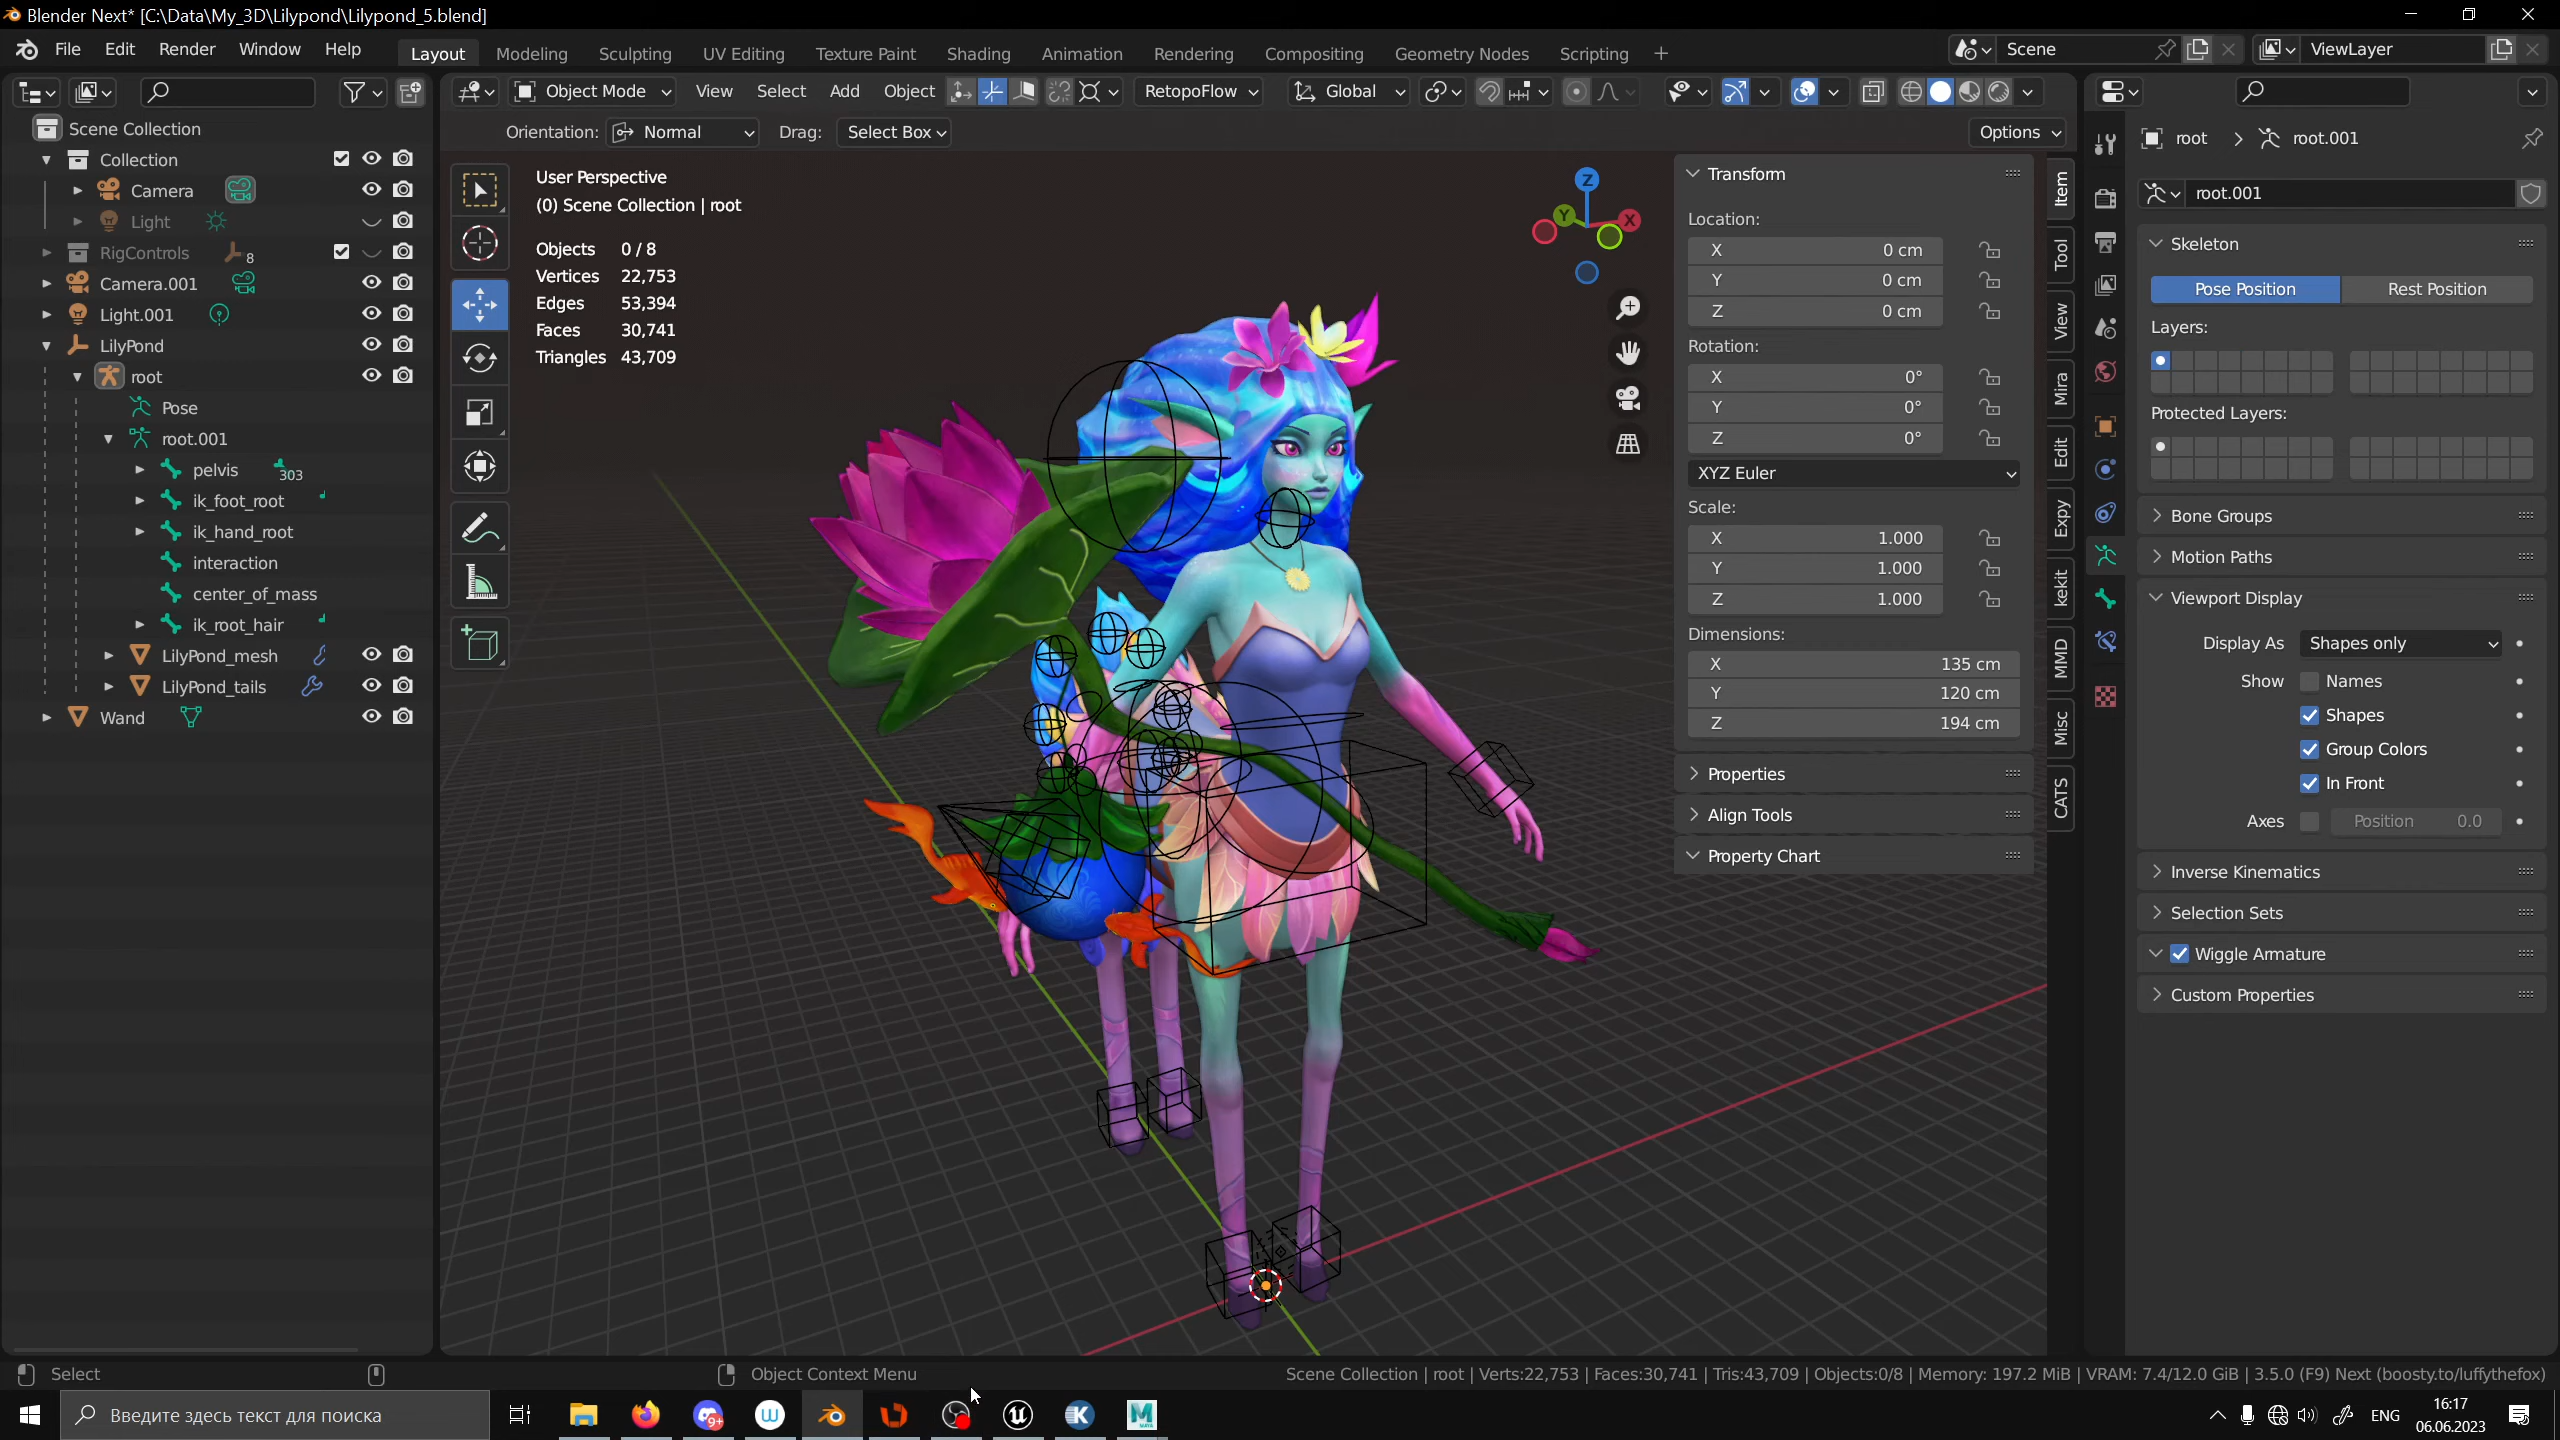 Blender Next* [C:\Data\My_3D\Lilypond\Lilypond_5.blend]
File Edit Render Window Help Layout Modeling Sculpting UV Editing Texture Paint Shading Animation Rendering Compositing Geometry Nodes Scripting + Scene ViewLayer
Object Mode View Select Add Object RetopoFlow Global
Orientation: Normal Drag: Select Box Options
Scene Collection
Collection
Camera
Light
RigControls 8
Camera.001
Light.001
LilyPond
root
Pose
root.001
pelvis 303
ik_foot_root
ik_hand_root
interaction
center_of_mass
ik_root_hair
LilyPond_mesh
LilyPond_tails
Wand
User Perspective
(0) Scene Collection | root
Objects 0 / 8
Vertices 22,753
Edges 53,394
Faces 30,741
Triangles 43,709
Z
Y
X
Transform
Location:
X 0 cm
Y 0 cm
Z 0 cm
Rotation:
X 0°
Y 0°
Z 0°
XYZ Euler
Scale:
X 1.000
Y 1.000
Z 1.000
Dimensions:
X 135 cm
Y 120 cm
Z 194 cm
Properties
Align Tools
Property Chart
Item
Tool
View
Mira
Edit
Expy
kekit
MMD
Misc
CATS
root root.001
root.001
Skeleton
Pose Position Rest Position
Layers:
Protected Layers:
Bone Groups
Motion Paths
Viewport Display
Display As Shapes only
Show Names
Shapes
Group Colors
In Front
Axes Position 0.0
Inverse Kinematics
Selection Sets
Wiggle Armature
Custom Properties
Select Object Context Menu Scene Collection | root | Verts:22,753 | Faces:30,741 | Tris:43,709 | Objects:0/8 | Memory: 197.2 MiB | VRAM: 7.4/12.0 GiB | 3.5.0 (F9) Next (boosty.to/luffythefox)
Введите здесь текст для поиска 9+ W K M ENG 16:17
06.06.2023